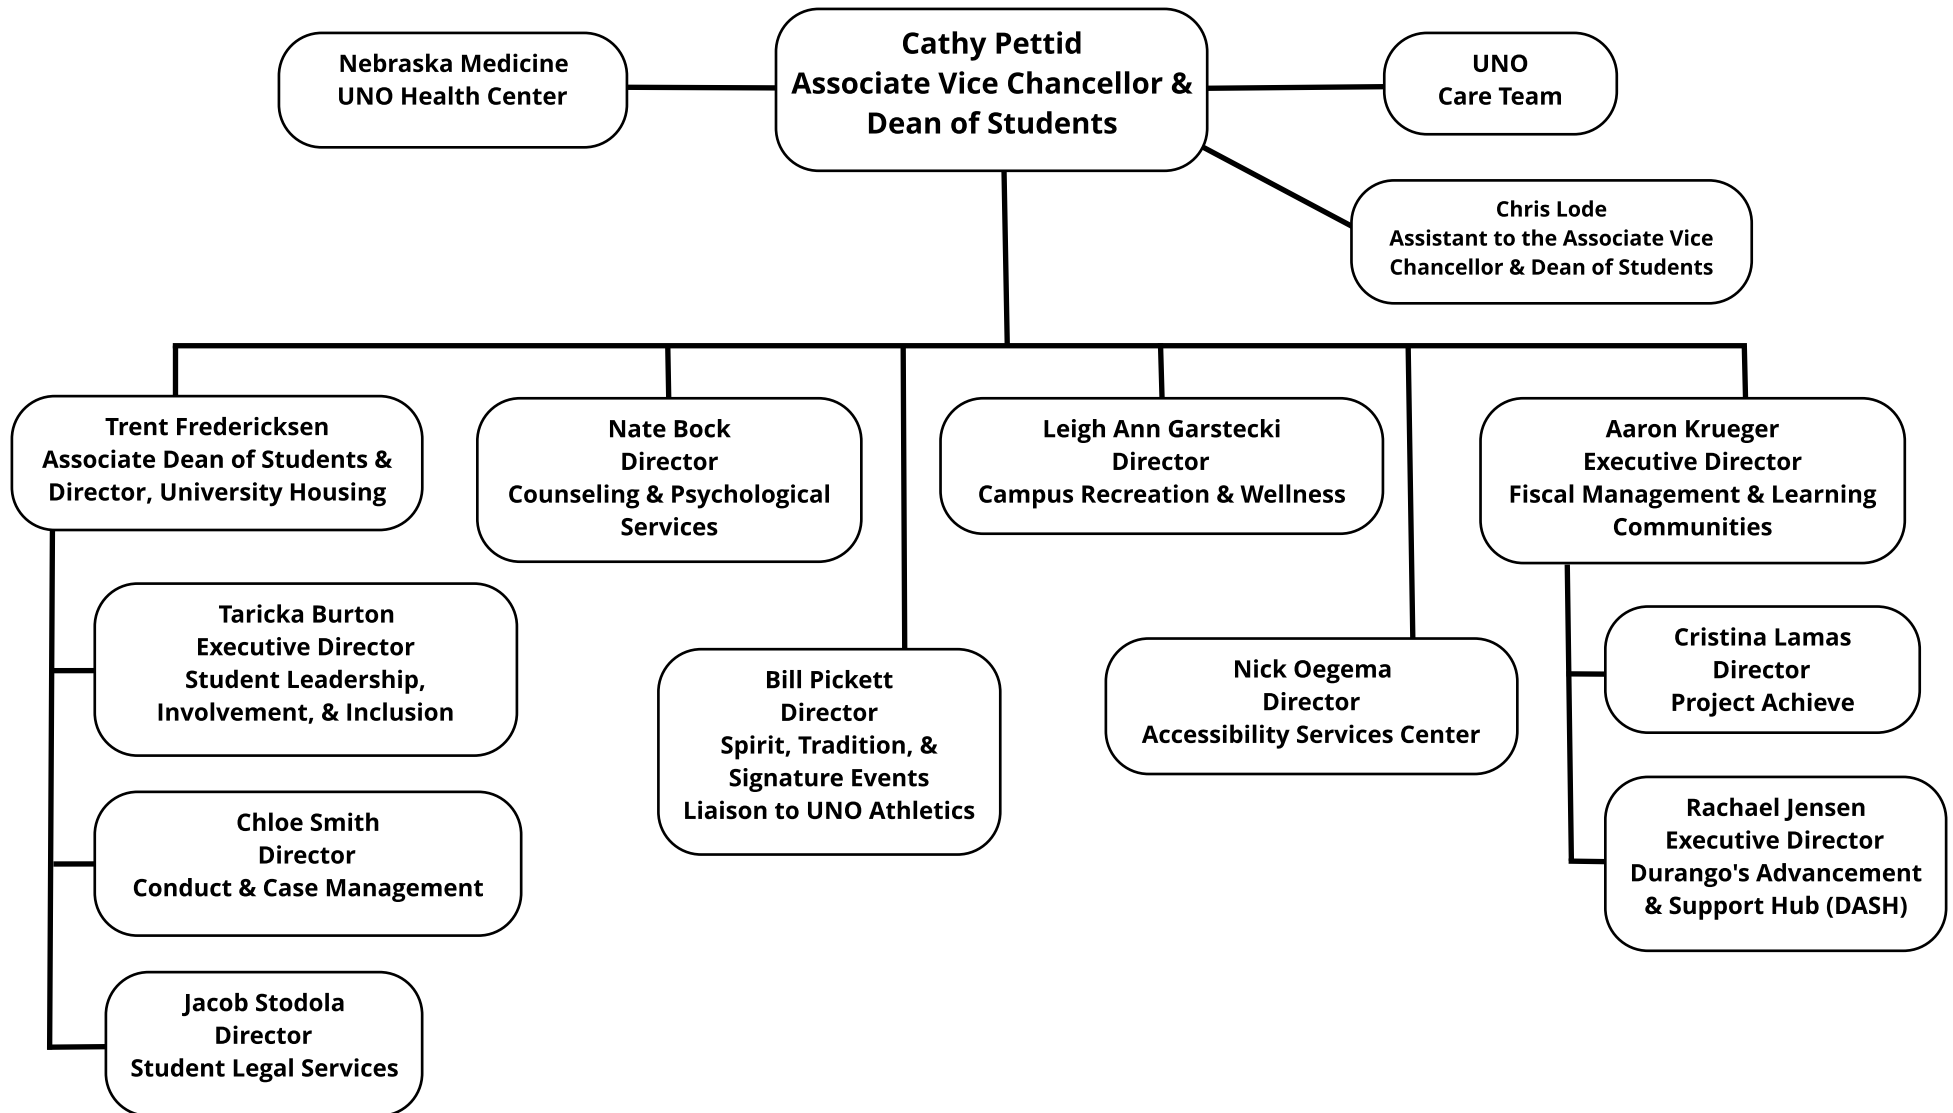 Nebraska Medicine
UNO Health Center
Cathy Pettid
Associate Vice Chancellor &
Dean of Students
UNO
Care Team
Chris Lode
Assistant to the Associate Vice
Chancellor & Dean of Students
Trent Fredericksen
Associate Dean of Students &
Director, University Housing
Nate Bock
Director
Counseling & Psychological
Services
Leigh Ann Garstecki
Director
Campus Recreation & Wellness
Aaron Krueger
Executive Director
Fiscal Management & Learning
Communities
Taricka Burton
Executive Director
Student Leadership,
Involvement, & Inclusion
Bill Pickett
Director
Spirit, Tradition, &
Signature Events
Liaison to UNO Athletics
Nick Oegema
Director
Accessibility Services Center
Cristina Lamas
Director
Project Achieve
Chloe Smith
Director
Conduct & Case Management
Rachael Jensen
Executive Director
Durango's Advancement
& Support Hub (DASH)
Jacob Stodola
Director
Student Legal Services